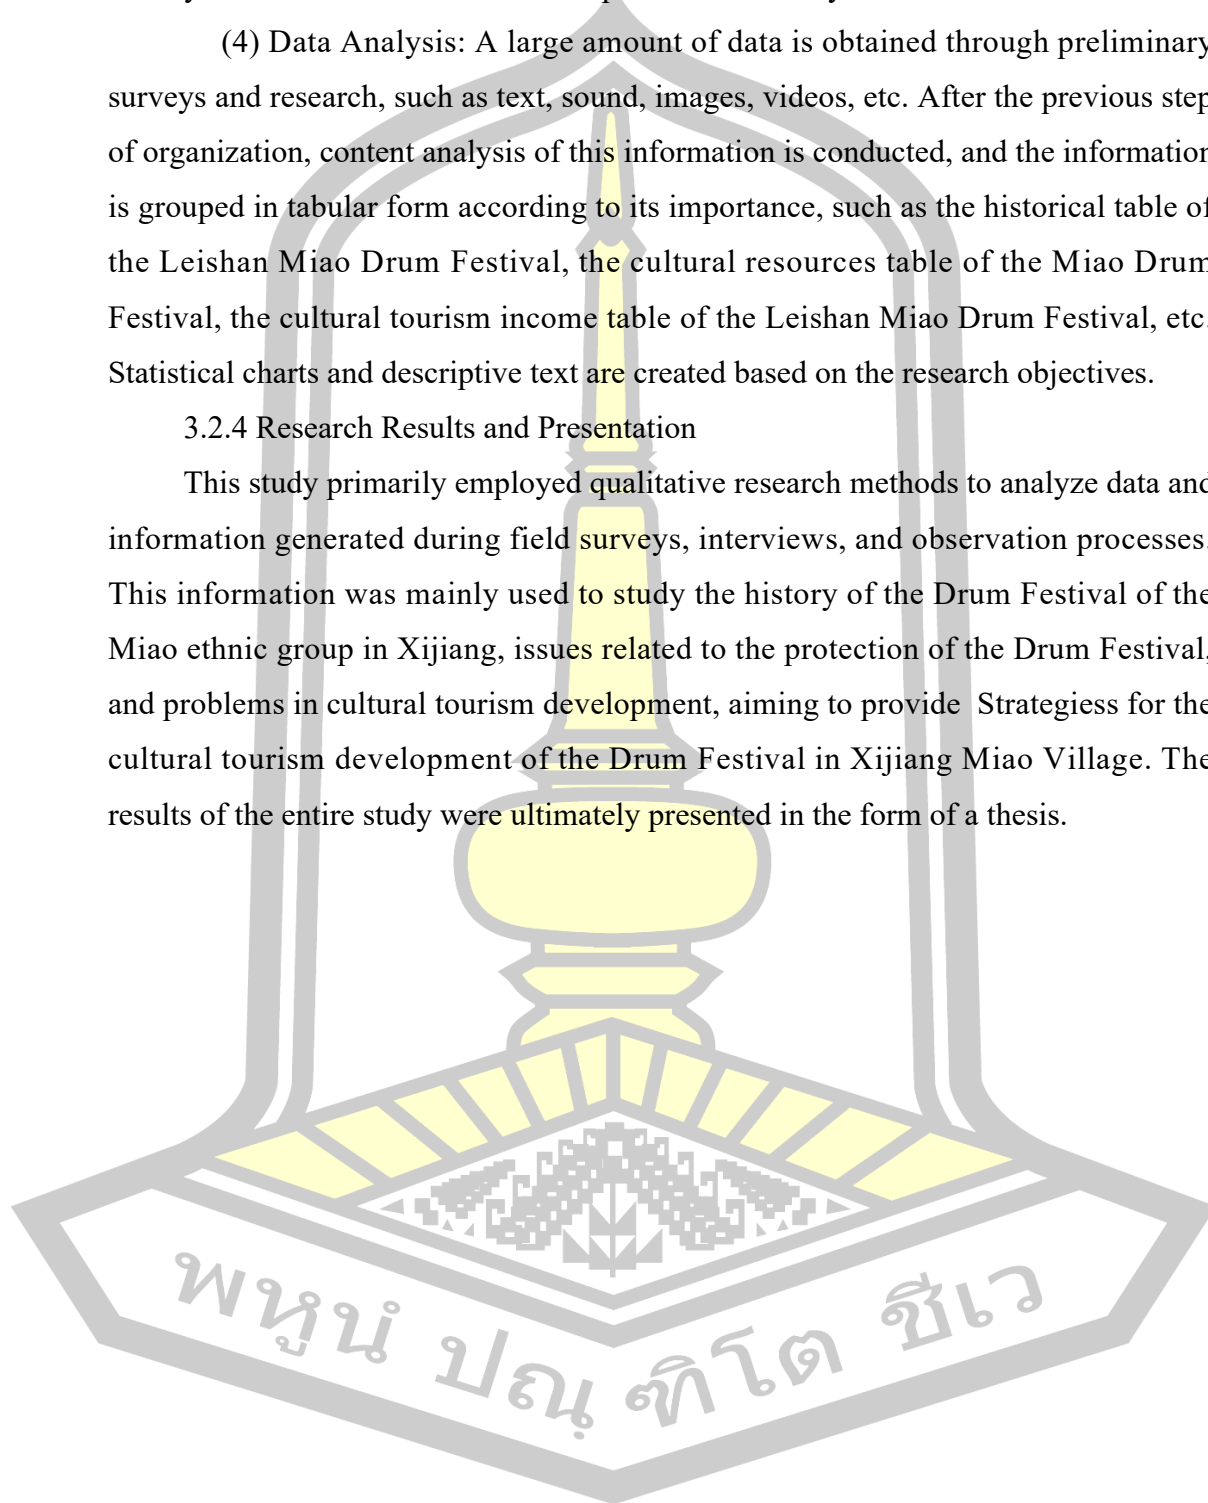 (4) Data Analysis: A large amount of data is obtained through preliminary
surveys and research, such as text, sound, images, videos, etc. After the previous step
of organization, content analysis of this information is conducted, and the information
is grouped in tabular form according to its importance, such as the historical table of
the Leishan Miao Drum Festival, the cultural resources table of the Miao Drum
Festival, the cultural tourism income table of the Leishan Miao Drum Festival, etc.
Statistical charts and descriptive text are created based on the research objectives.
3.2.4 Research Results and Presentation
This study primarily employed qualitative research methods to analyze data and
information generated during field surveys, interviews, and observation processes.
This information was mainly used to study the history of the Drum Festival of the
Miao ethnic group in Xijiang, issues related to the protection of the Drum Festival,
and problems in cultural tourism development, aiming to provide  Strategiess for the
cultural tourism development of the Drum Festival in Xijiang Miao Village. The
results of the entire study were ultimately presented in the form of a thesis.
พหูนํ ปณฺฑิโต ชีเว